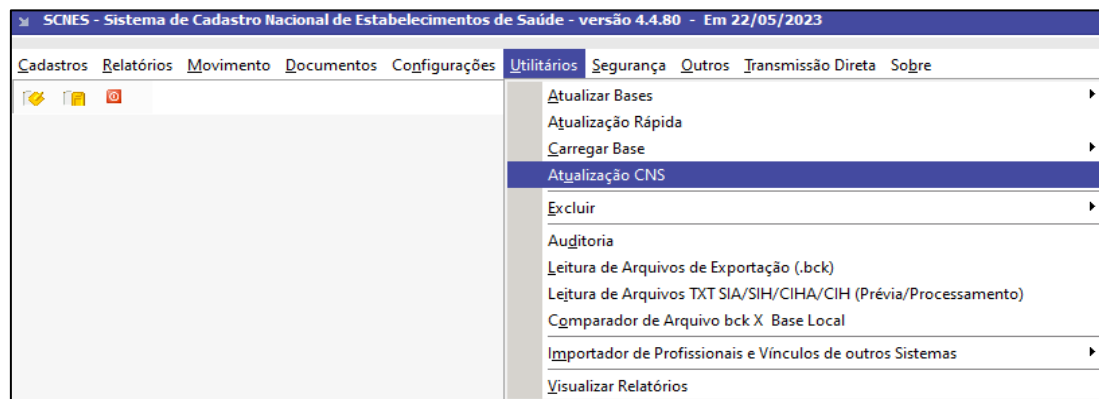 SCNES - Sistema de Cadastro Nacional de Estabelecimentos de Saúde - versão 4.4.80 - Em 22/05/2023
Cadastros Relatórios Movimento Documentos Configurações Utilitários Segurança Outros Transmissão Direta Sobre
Atualizar Bases
Atualização Rápida
Carregar Base
Atualização CNS
Excluir
Auditoria
Leitura de Arquivos de Exportação (.bck)
Leitura de Arquivos TXT SIA/SIH/CIHA/CIH (Prévia/Processamento)
Comparador de Arquivo bck X Base Local
Importador de Profissionais e Vínculos de outros Sistemas
Visualizar Relatórios